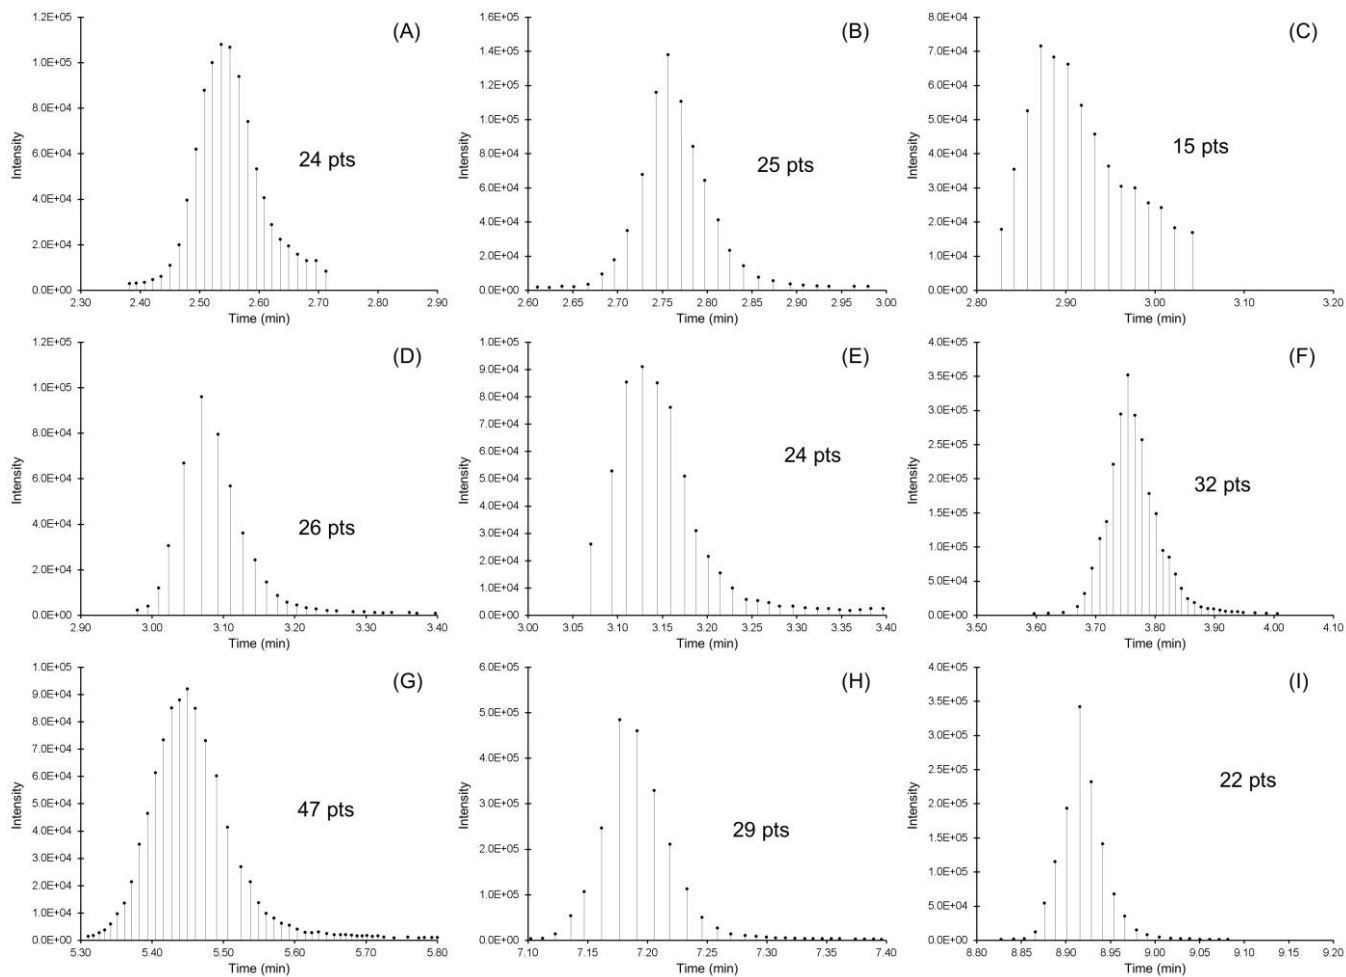 (A)
1.2E+05
1.0E+05
8.0E+04
6.0E+04
4.0E+04
2.0E+04
0.0E+00
Intensity
24 pts
2.30 2.40 2.50 2.60 2.70 2.80 2.90
Time (min)
(B)
1.6E+05
1.4E+05
1.2E+05
1.0E+05
8.0E+04
6.0E+04
4.0E+04
2.0E+04
0.0E+00
Intensity
25 pts
2.60 2.65 2.70 2.75 2.80 2.85 2.90 2.95 3.00
Time (min)
(C)
8.0E+04
7.0E+04
6.0E+04
5.0E+04
4.0E+04
3.0E+04
2.0E+04
1.0E+04
0.0E+00
Intensity
15 pts
2.80 2.90 3.00 3.10 3.20
Time (min)
(D)
1.2E+05
1.0E+05
8.0E+04
6.0E+04
4.0E+04
2.0E+04
0.0E+00
Intensity
26 pts
2.90 3.00 3.10 3.20 3.30 3.40
Time (min)
(E)
1.0E+05
9.0E+04
8.0E+04
7.0E+04
6.0E+04
5.0E+04
4.0E+04
3.0E+04
2.0E+04
1.0E+04
0.0E+00
Intensity
24 pts
3.00 3.05 3.10 3.15 3.20 3.25 3.30 3.35 3.40
Time (min)
(F)
4.0E+05
3.5E+05
3.0E+05
2.5E+05
2.0E+05
1.5E+05
1.0E+05
5.0E+04
0.0E+00
Intensity
32 pts
3.50 3.60 3.70 3.80 3.90 4.00 4.10
Time (min)
(G)
1.0E+05
9.0E+04
8.0E+04
7.0E+04
6.0E+04
5.0E+04
4.0E+04
3.0E+04
2.0E+04
1.0E+04
0.0E+00
Intensity
47 pts
5.30 5.40 5.50 5.60 5.70 5.80
Time (min)
(H)
6.0E+05
5.0E+05
4.0E+05
3.0E+05
2.0E+05
1.0E+05
0.0E+00
Intensity
29 pts
7.10 7.15 7.20 7.25 7.30 7.35 7.40
Time (min)
(I)
4.0E+05
3.5E+05
3.0E+05
2.5E+05
2.0E+05
1.5E+05
1.0E+05
5.0E+04
0.0E+00
Intensity
22 pts
8.80 8.85 8.90 8.95 9.00 9.05 9.10 9.15 9.20
Time (min)